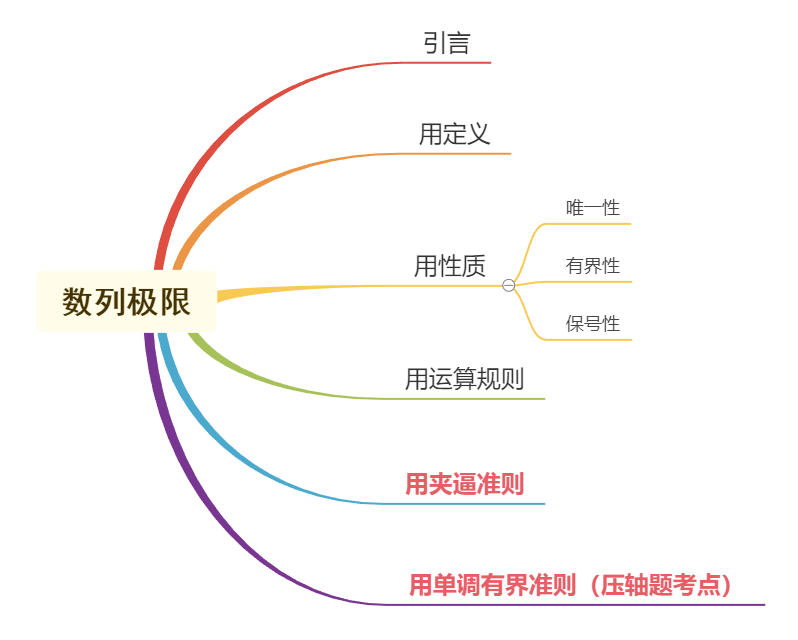 引言
用定义
唯一性
用性质
有界性
数列极限
保号性
用运算规则
用夹逼准则
用单调有界准则（压轴题考点）